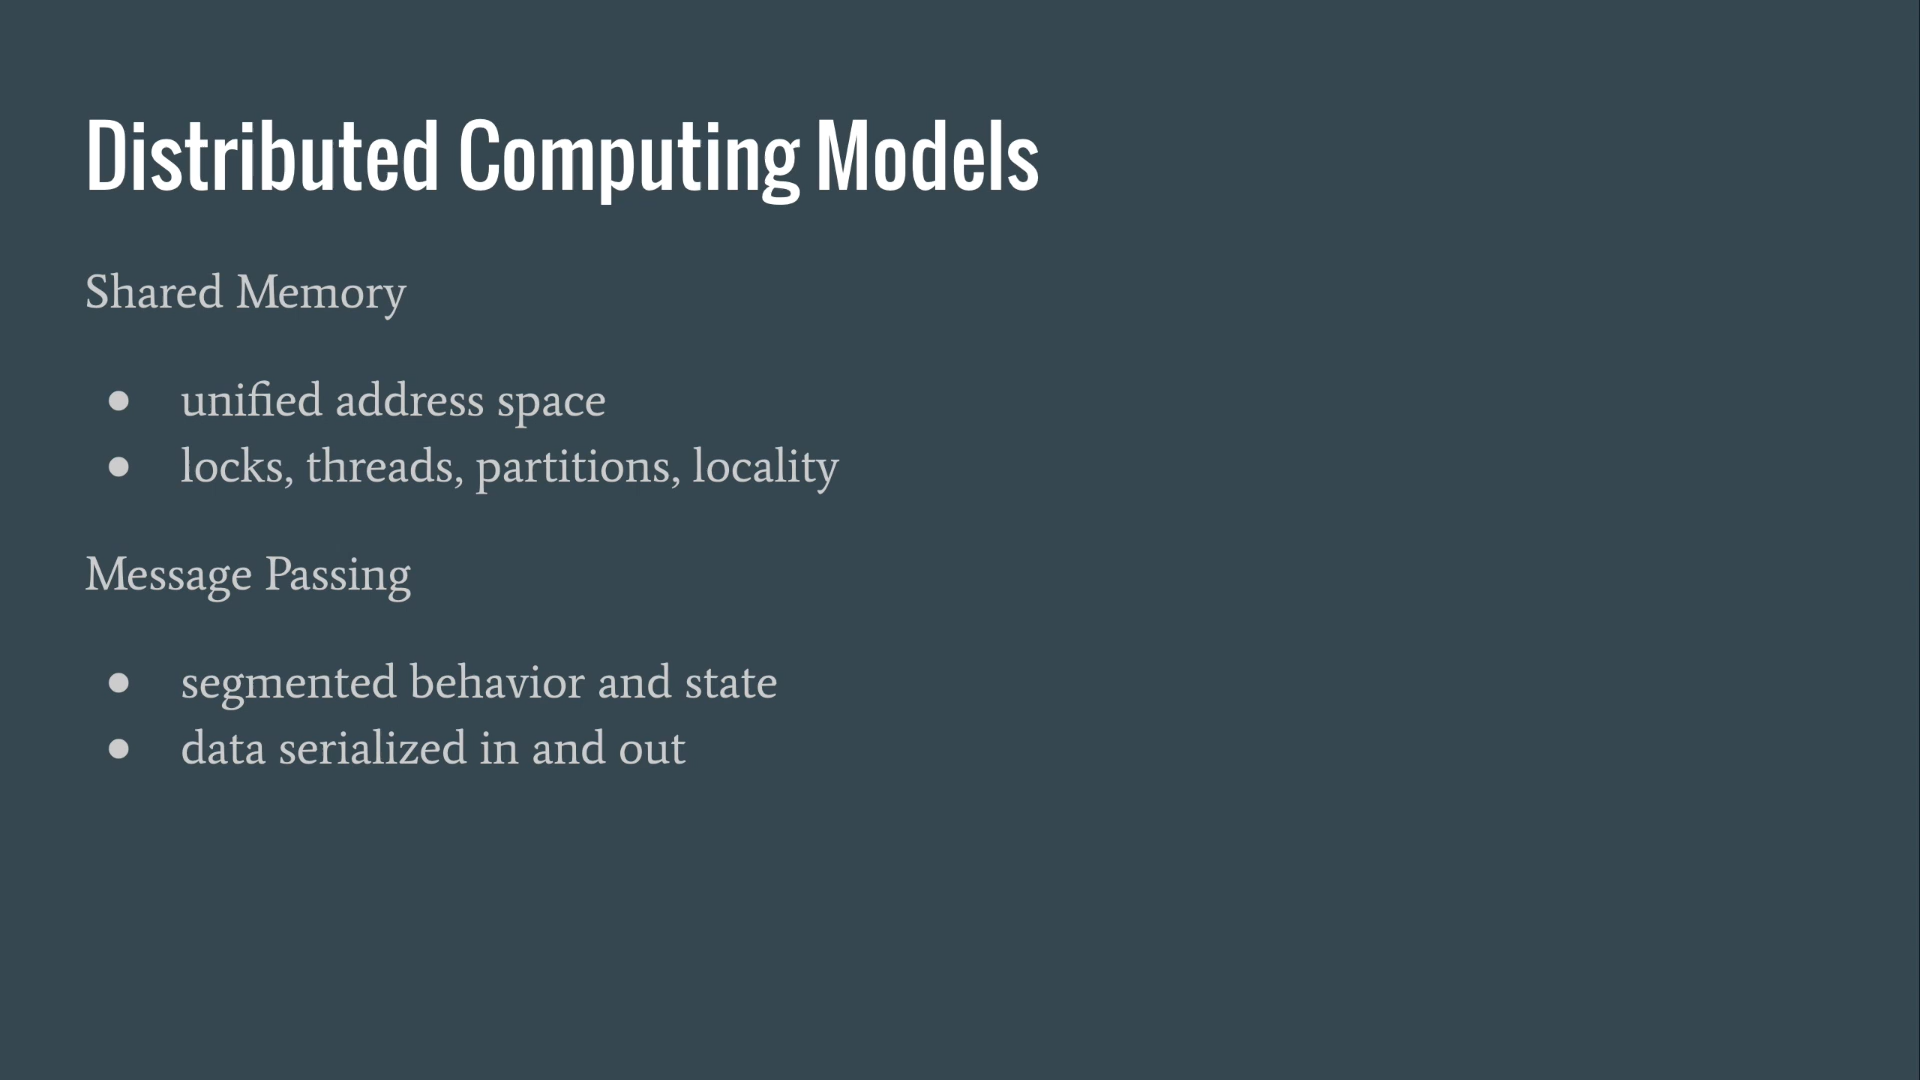 Distributed Computing Models
Shared Memory
● unified address space
● locks, threads, partitions, locality
Message Passing
● segmented behavior and state
● data serialized in and out